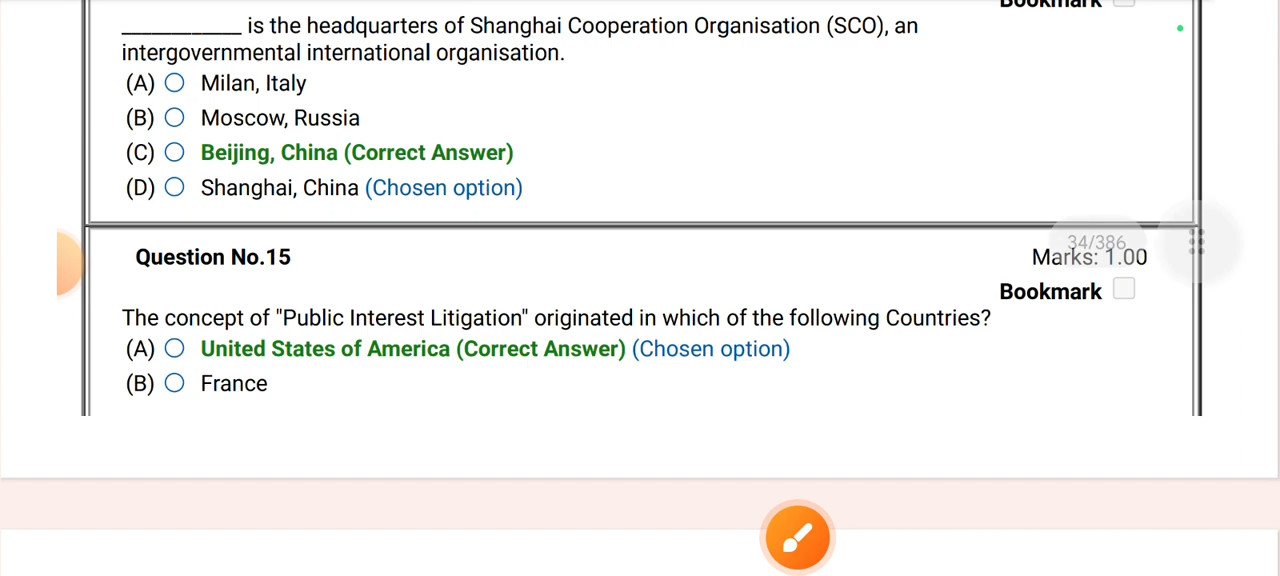 Bookmark
____________ is the headquarters of Shanghai Cooperation Organisation (SCO), an
intergovernmental international organisation.
(A) Milan, Italy
(B) Moscow, Russia
(C) Beijing, China (Correct Answer)
(D) Shanghai, China (Chosen option)
34/386
Question No.15 Marks: 1.00
Bookmark
The concept of "Public Interest Litigation" originated in which of the following Countries?
(A) United States of America (Correct Answer) (Chosen option)
(B) France